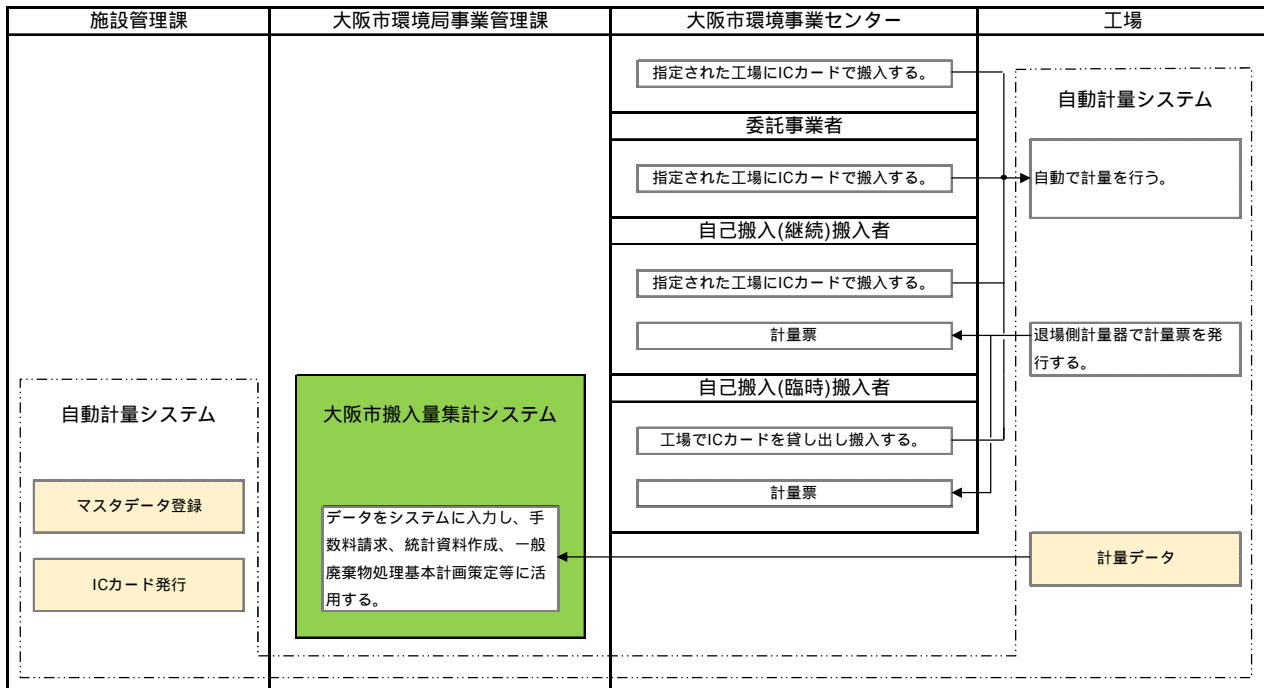 施設管理課
大阪市環境局事業管理課
大阪市環境事業センター
工場
指定された工場にICカードで搬入する。
自動計量システム
委託事業者
指定された工場にICカードで搬入する。
自動で計量を行う。
自己搬入(継続)搬入者
指定された工場にICカードで搬入する。
計量票
退場側計量器で計量票を発
行する。
自己搬入(臨時)搬入者
自動計量システム
大阪市搬入量集計システム
工場でICカードを貸し出し搬入する。
計量票
マスタデータ登録
データをシステムに入力し、手
数料請求、統計資料作成、一般
廃棄物処理基本計画策定等に活
用する。
計量データ
ICカード発行